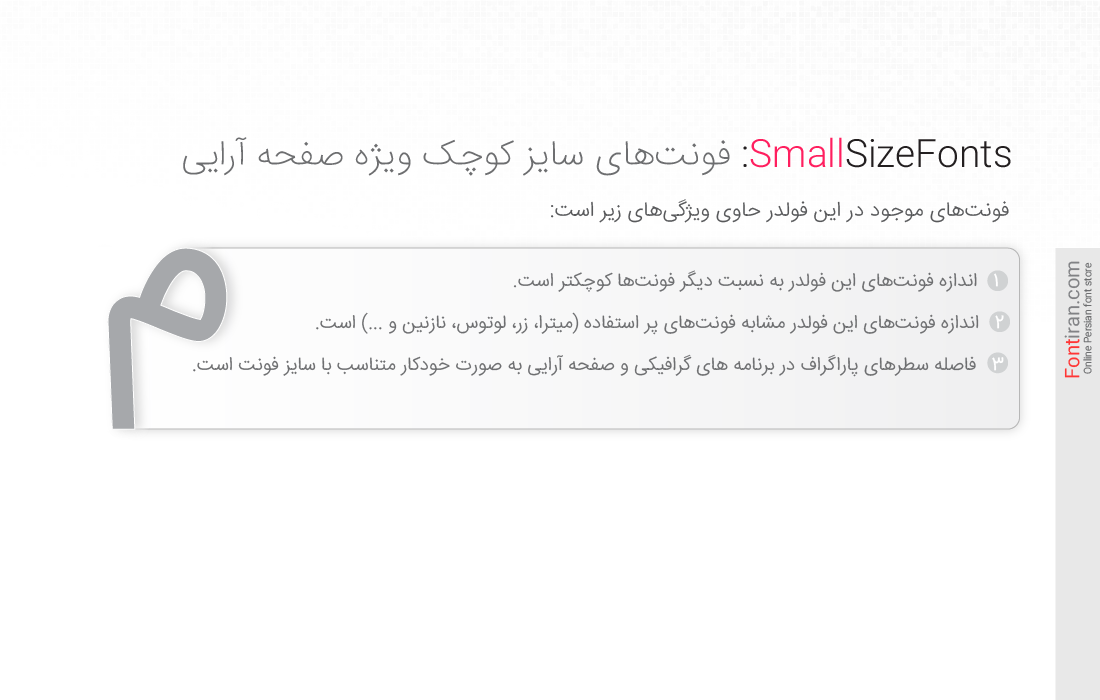 SmallSizeFonts: فونت‌های سایز کوچک ویژه صفحه آرایی
فونت‌های موجود در این فولدر حاوی ویژگی‌های زیر است:
۱ اندازه فونت‌های این فولدر به نسبت دیگر فونت‌ها کوچکتر است.
۲ اندازه فونت‌های این فولدر مشابه فونت‌های پر استفاده (میترا، زر، لوتوس، نازنین و ...) است.
۳ فاصله سطرهای پاراگراف در برنامه های گرافیکی و صفحه آرایی به صورت خودکار متناسب با سایز فونت است.
م
Fontiran.com
Online Persian font store